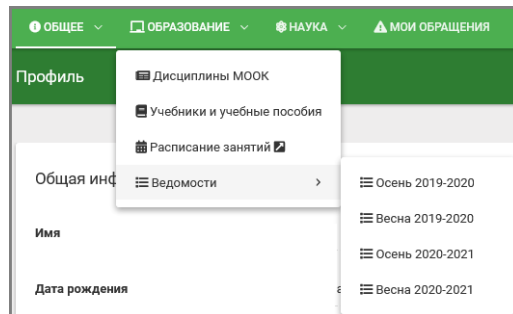 ОБЩЕЕ ОБРАЗОВАНИЕ НАУКА МОИ ОБРАЩЕНИЯ
Профиль
Дисциплины МООК
Учебники и учебные пособия
Расписание занятий
Общая инф
Ведомости
Осень 2019-2020
Весна 2019-2020
Имя
Осень 2020-2021
Дата рождения
Весна 2020-2021